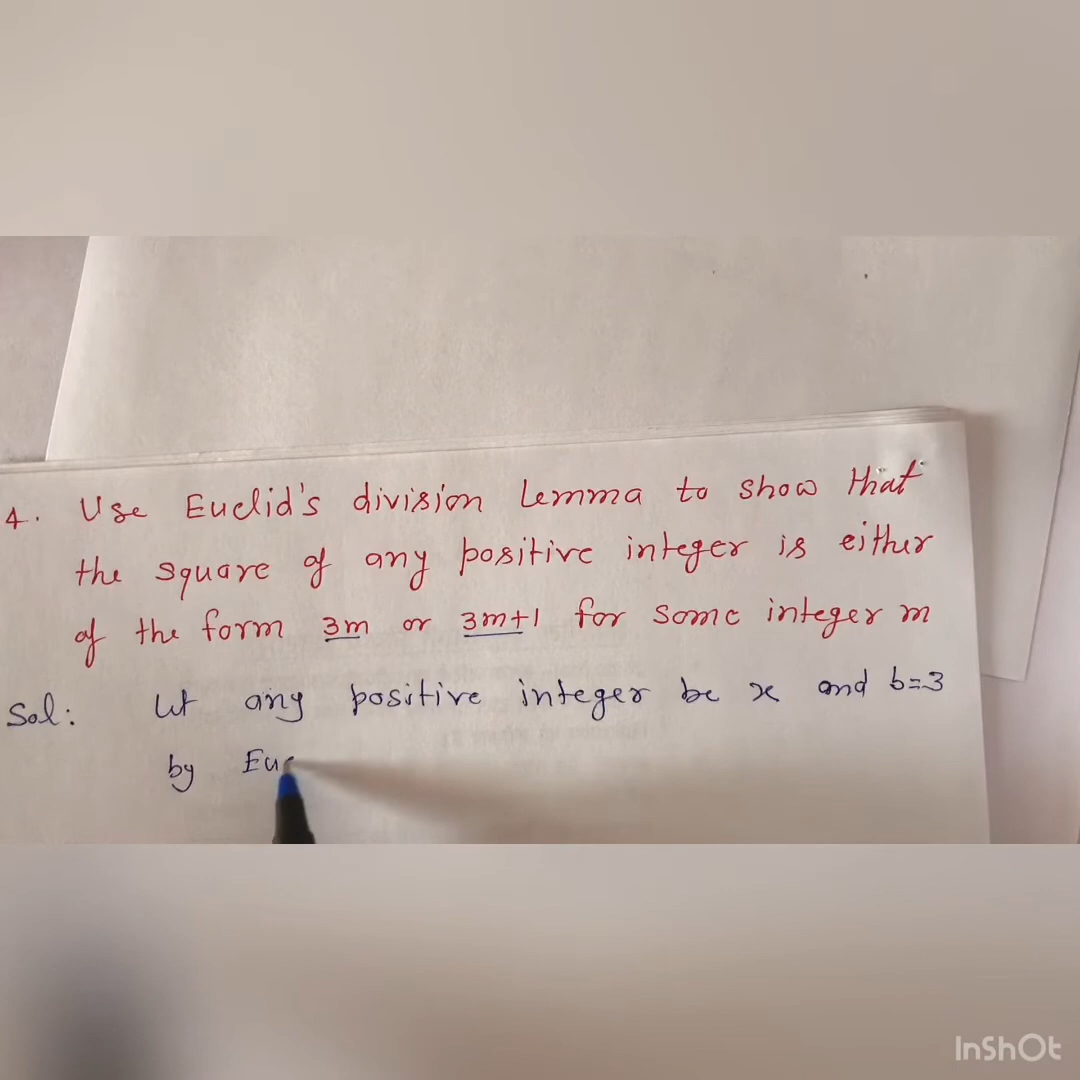 4. Use Euclid's division Lemma to show that
the square of any positive integer is either
of the form 3m or 3m+1 for some integer m
Sol: Let any positive integer be x and b=3
by Euc
InShOt